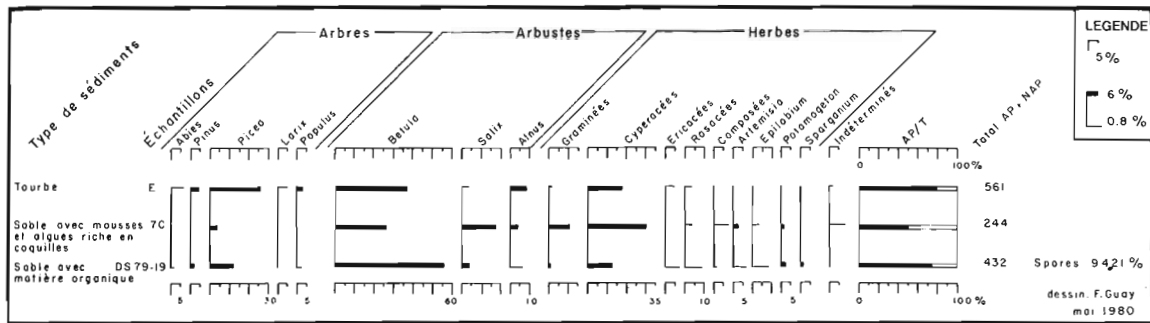 Arbres Arbustes Herbes
LEGENDE
5%
6%
0.8 %
Type de sédiments
Échantillons
Abies
Pinus
Picea
Larix
Populus
Betula
Salix
Alnus
Graminées
Cyperacées
Ericacées
Rosacées
Composées
Artemisia
Epilobium
Potamogeton
Sparganium
Indéterminés
AP/T
Total AP + NAP
0 100%
Tourbe E 561
Sable avec mousses 7C 244
et algues riche en
coquilles
Sable avec DS79-19 432 Spores 94,21 %
matière organique
5 30 5 60 10 35 10 5 5 0 100%
dessin. F. Guay
mai 1980